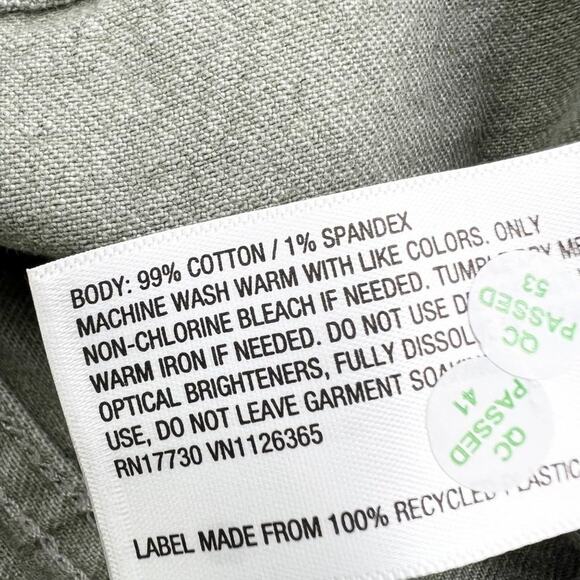 BODY: 99% COTTON / 1% SPANDEX
MACHINE WASH WARM WITH LIKE COLORS. ONLY
NON-CHLORINE BLEACH IF NEEDED.
WARM IRON IF NEEDED. DO NOT USE
OPTICAL BRIGHTENERS, FULLY
USE, DO NOT LEAVE GARMENT
RN17730 VN1126365
LABEL MADE FROM 100% RECYCLED PLASTIC
QC
PASSED
53
QC
PASSED
41